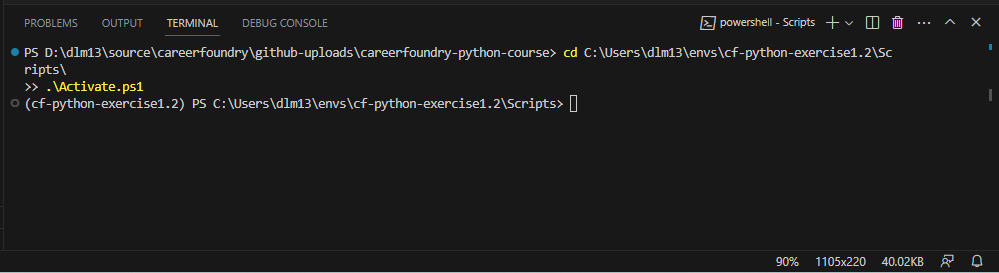 PROBLEMS OUTPUT TERMINAL DEBUG CONSOLE powershell - Scripts
PS D:\dlm13\source\careerfoundry\github-uploads\careerfoundry-python-course> cd C:\Users\dlm13\envs\cf-python-exercise1.2\Sc
ripts\
>> .\Activate.ps1
(cf-python-exercise1.2) PS C:\Users\dlm13\envs\cf-python-exercise1.2\Scripts>
90% 1105x220 40.02KB